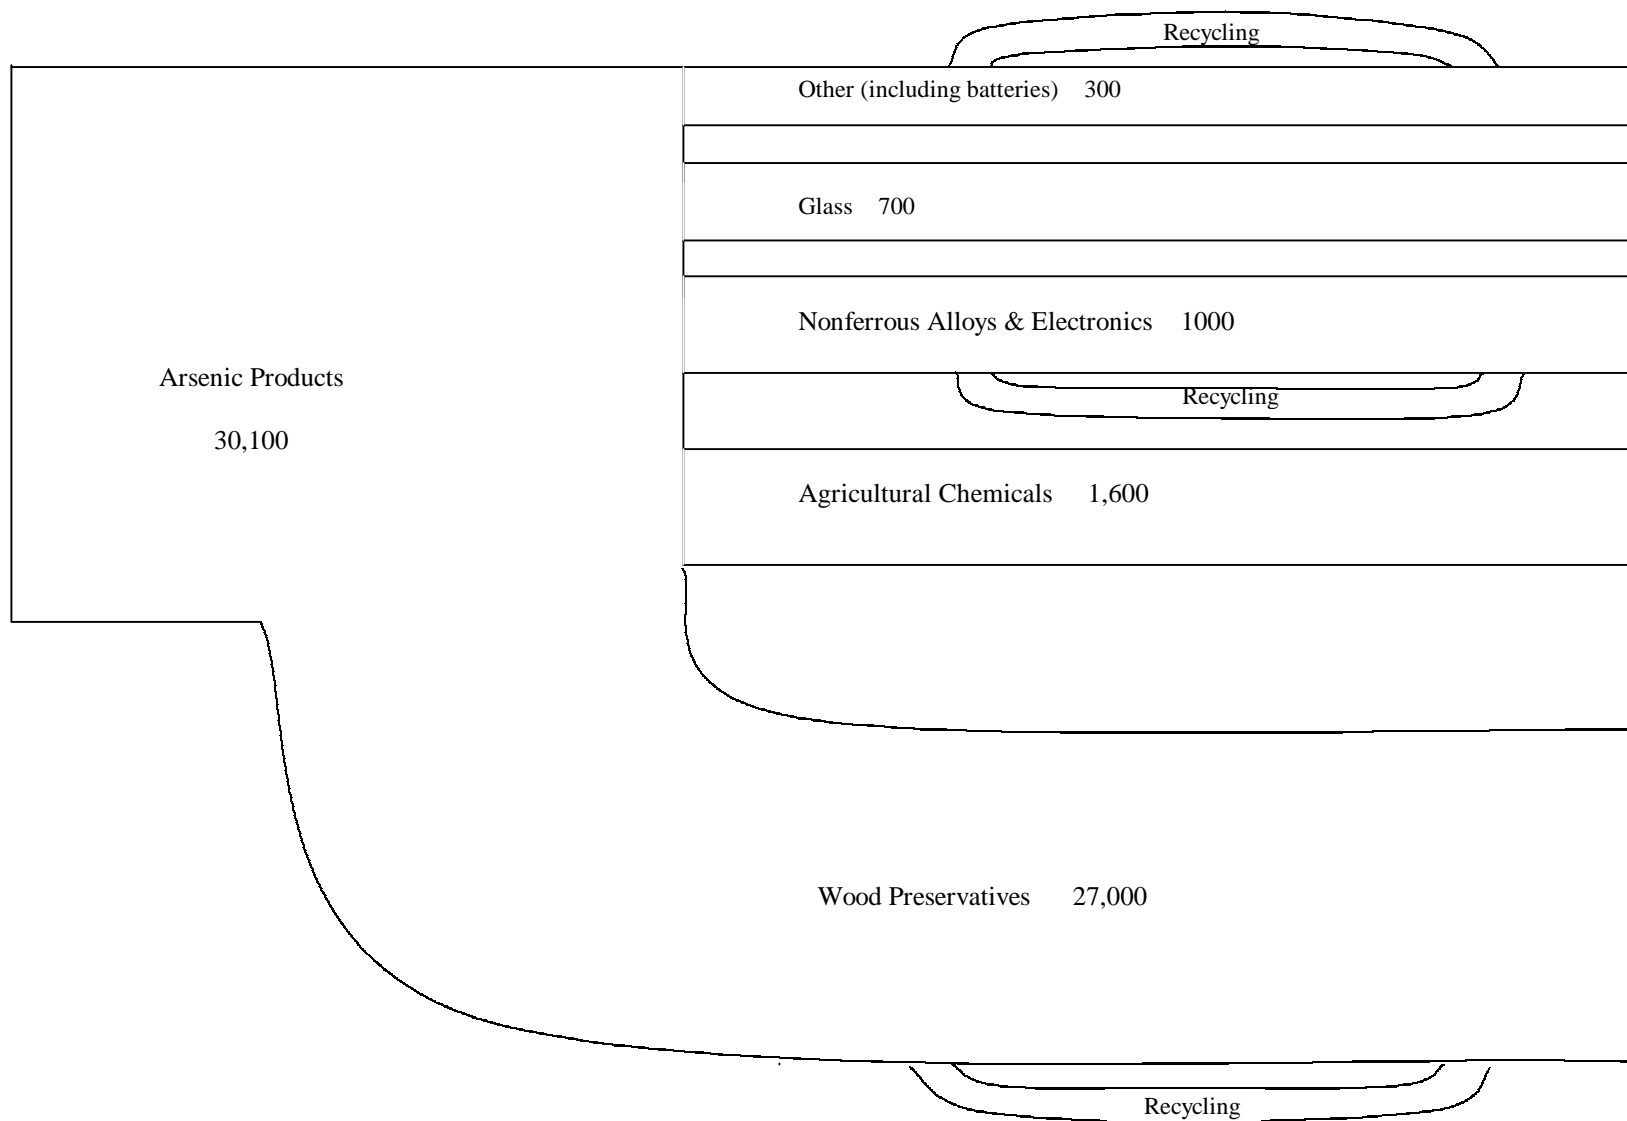 Recycling
Other (including batteries) 300
Glass 700
Nonferrous Alloys & Electronics 1000
Arsenic Products
30,100
Recycling
Agricultural Chemicals 1,600
Wood Preservatives 27,000
Recycling